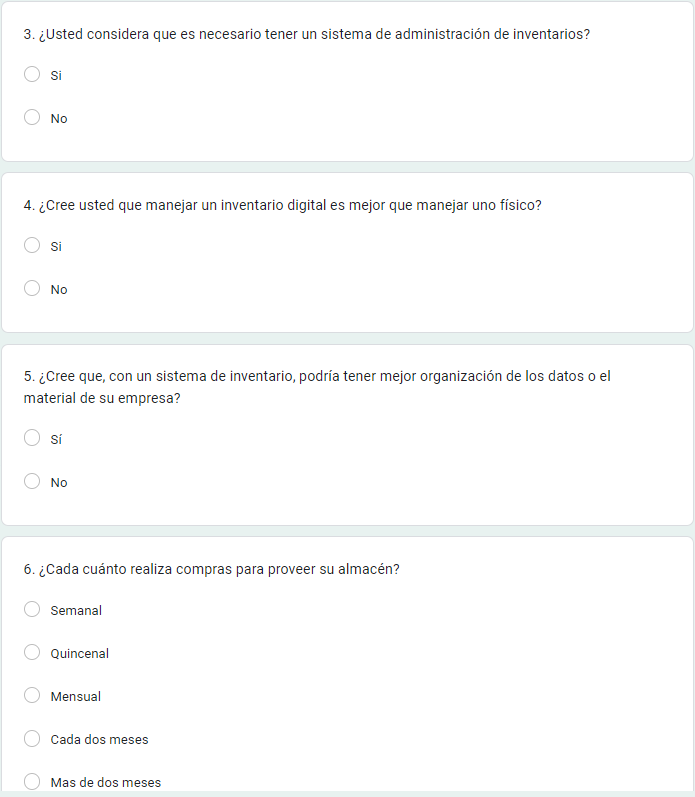 3. ¿Usted considera que es necesario tener un sistema de administración de inventarios?
Si
No
4. ¿Cree usted que manejar un inventario digital es mejor que manejar uno físico?
Si
No
5. ¿Cree que, con un sistema de inventario, podría tener mejor organización de los datos o el
material de su empresa?
Sí
No
6. ¿Cada cuánto realiza compras para proveer su almacén?
Semanal
Quincenal
Mensual
Cada dos meses
Mas de dos meses